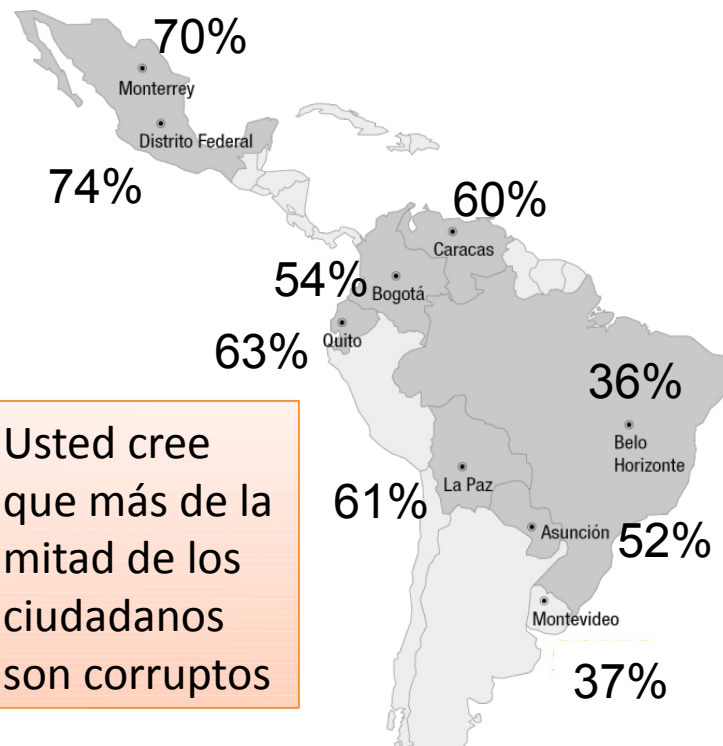 70%
Monterrey
Distrito Federal
74%
60%
Caracas
54%
Bogotá
Quito
63%
36%
Belo
Horizonte
Usted cree
que más de la
mitad de los
ciudadanos
son corruptos
La Paz
61%
Asunción
52%
Montevideo
37%